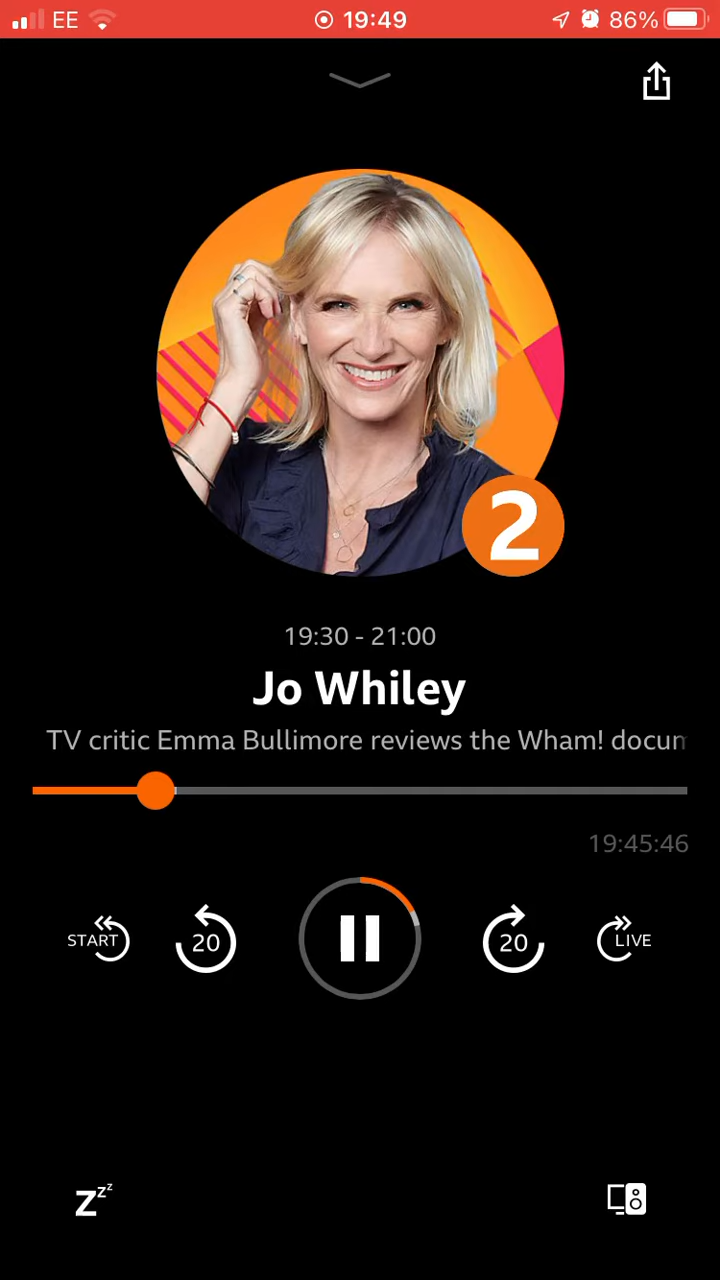 EE 19:49 86%
2
19:30 - 21:00
Jo Whiley
TV critic Emma Bullimore reviews the Wham! docum
19:45:46
START 20 20 LIVE
Zzz